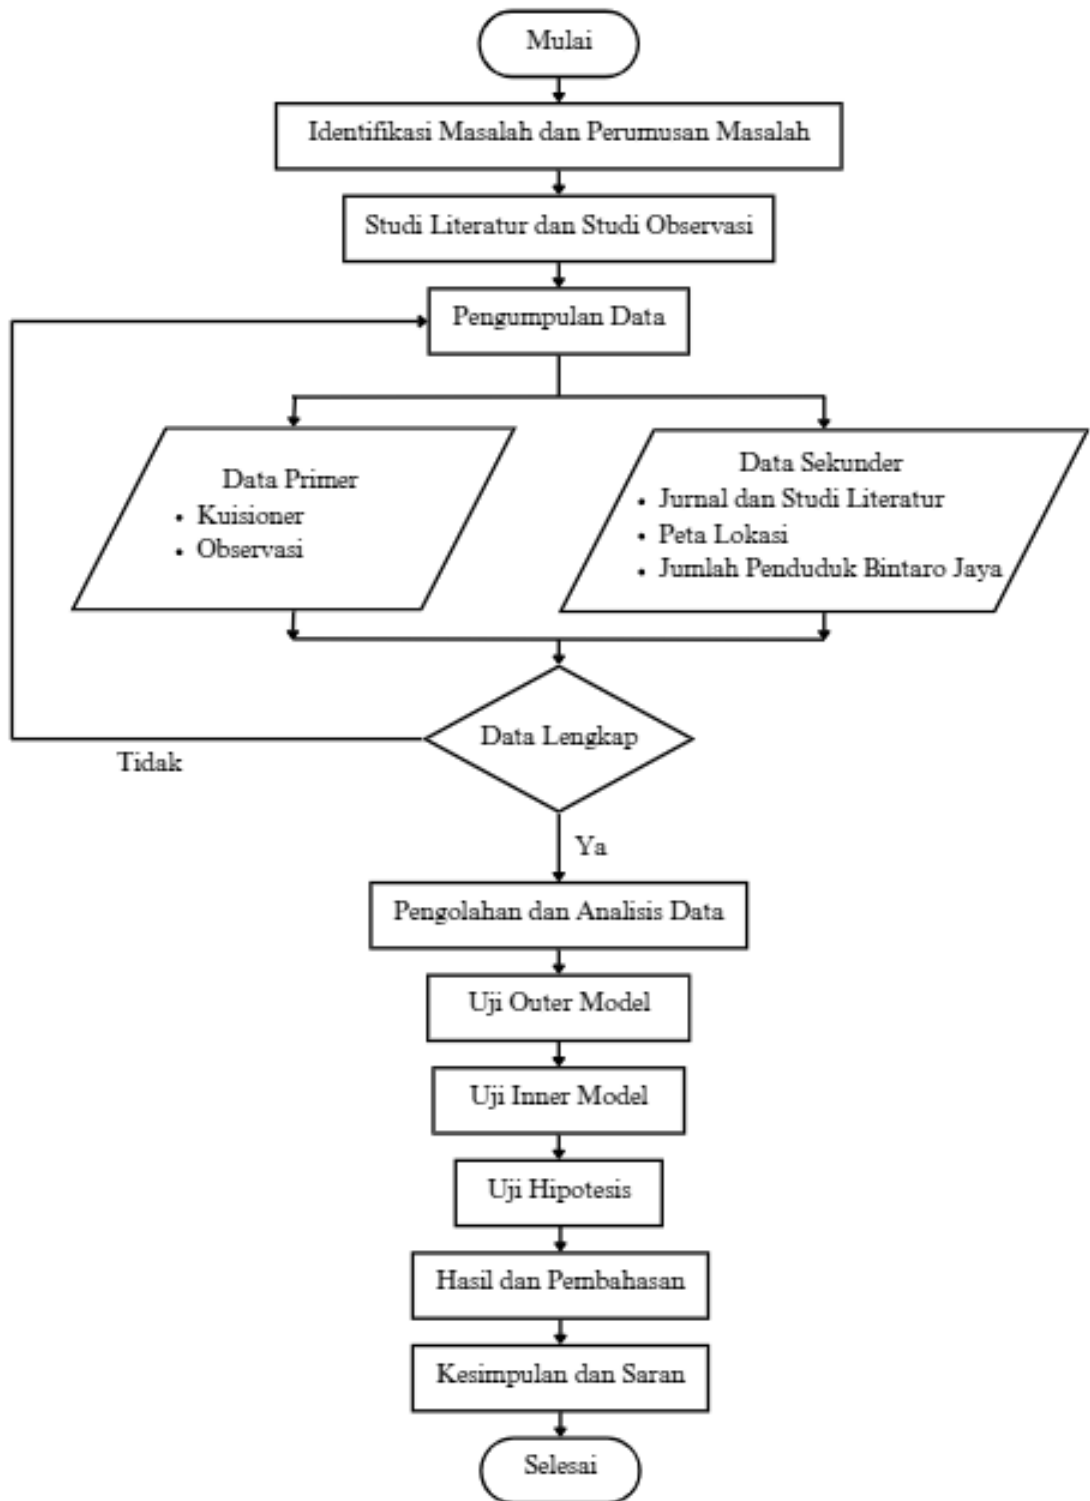 Mulai
Identifikasi Masalah dan Perumusan Masalah
Studi Literatur dan Studi Observasi
Pengumpulan Data
Data Primer
• Kuisioner
• Observasi
Data Sekunder
• Jurnal dan Studi Literatur
• Peta Lokasi
• Jumlah Penduduk Bintaro Jaya
Data Lengkap
Tidak
Ya
Pengolahan dan Analisis Data
Uji Outer Model
Uji Inner Model
Uji Hipotesis
Hasil dan Pembahasan
Kesimpulan dan Saran
Selesai